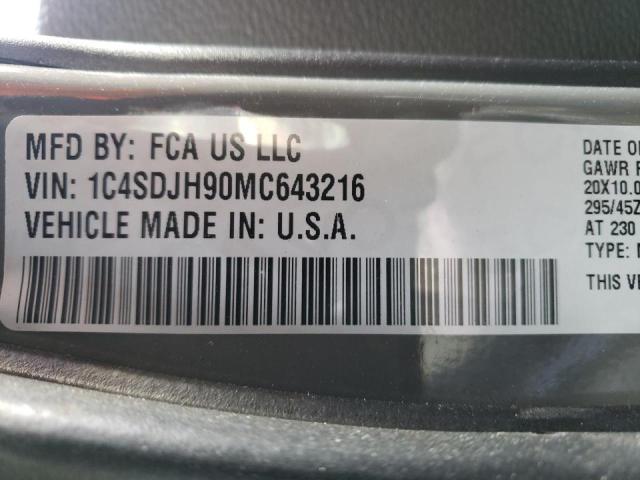 MFD BY: FCA US LLC
VIN: 1C4SDJH90MC643216
VEHICLE MADE IN: U.S.A.
DATE O
GAWR
20X10.0
295/45Z
AT 230
TYPE:
THIS VE